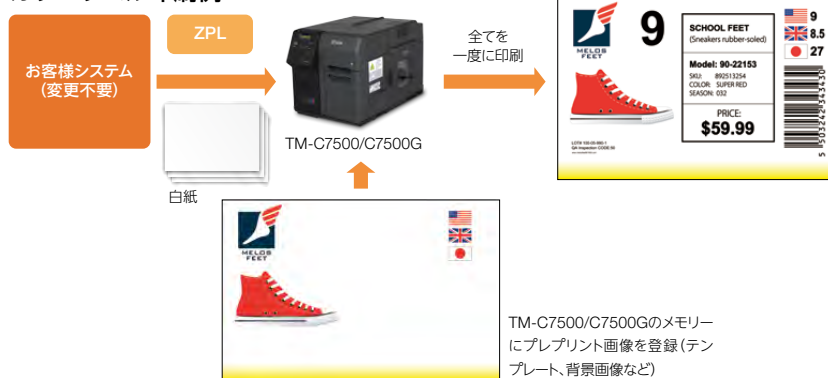 お客様システム
(変更不要)
ZPL
白紙
TM-C7500/C7500G
全てを
一度に印刷
MELOS
FEET
9
SCHOOL FEET
(Sneakers rubber-soled)
Model: 90-22153
SKU: 892513254
COLOR: SUPER RED
SEASON: 032
PRICE:
$59.99
9
8.5
27
MELOS
FEET
TM-C7500/C7500Gのメモリー
にプレプリント画像を登録(テン
プレート、背景画像など)